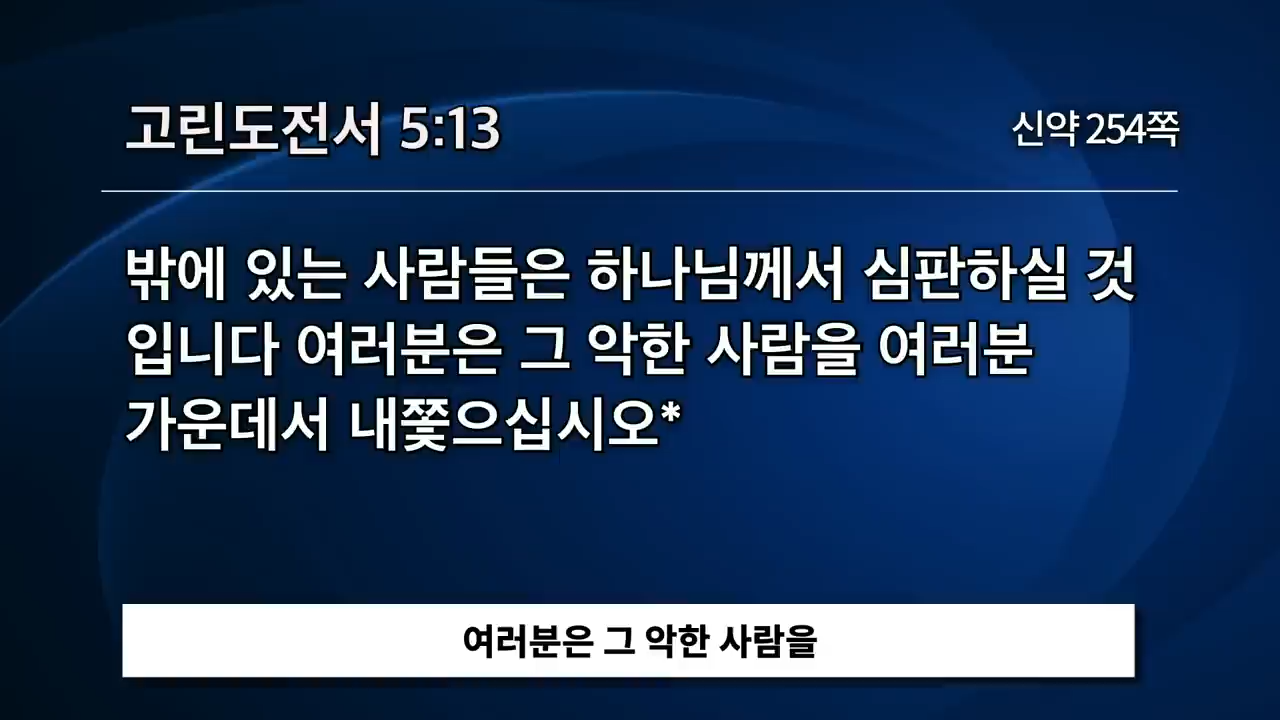 고린도전서 5:13
신약 254쪽
밖에 있는 사람들은 하나님께서 심판하실 것
입니다 여러분은 그 악한 사람을 여러분
가운데서 내쫓으십시오*
여러분은 그 악한 사람을